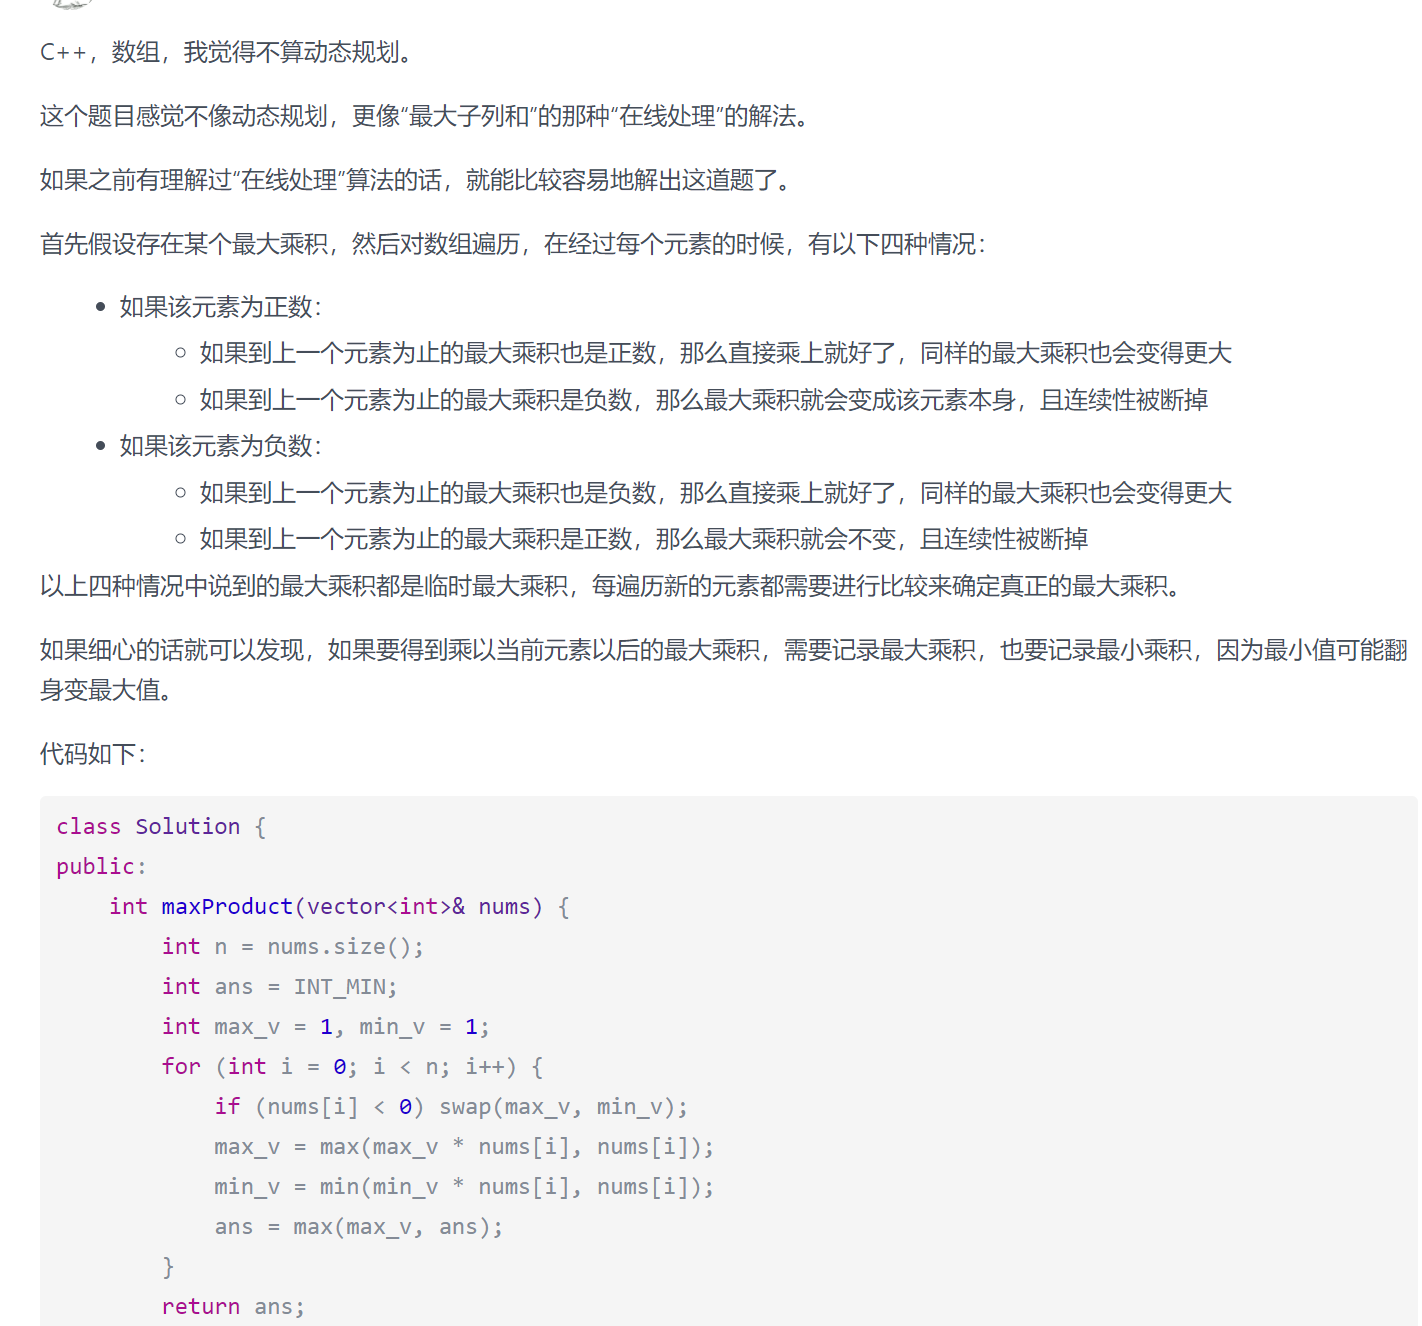 C++，数组，我觉得不算动态规划。
这个题目感觉不像动态规划，更像“最大子列和”的那种“在线处理”的解法。
如果之前有理解过“在线处理”算法的话，就能比较容易地解出这道题了。
首先假设存在某个最大乘积，然后对数组遍历，在经过每个元素的时候，有以下四种情况：
• 如果该元素为正数：
○ 如果到上一个元素为止的最大乘积也是正数，那么直接乘上就好了，同样的最大乘积也会变得更大
○ 如果到上一个元素为止的最大乘积是负数，那么最大乘积就会变成该元素本身，且连续性被断掉
• 如果该元素为负数：
○ 如果到上一个元素为止的最大乘积也是负数，那么直接乘上就好了，同样的最大乘积也会变得更大
○ 如果到上一个元素为止的最大乘积是正数，那么最大乘积就会不变，且连续性被断掉
以上四种情况中说到的最大乘积都是临时最大乘积，每遍历新的元素都需要进行比较来确定真正的最大乘积。
如果细心的话就可以发现，如果要得到乘以当前元素以后的最大乘积，需要记录最大乘积，也要记录最小乘积，因为最小值可能翻
身变最大值。
代码如下：
class Solution {
public:
    int maxProduct(vector<int>& nums) {
        int n = nums.size();
        int ans = INT_MIN;
        int max_v = 1, min_v = 1;
        for (int i = 0; i < n; i++) {
            if (nums[i] < 0) swap(max_v, min_v);
            max_v = max(max_v * nums[i], nums[i]);
            min_v = min(min_v * nums[i], nums[i]);
            ans = max(max_v, ans);
        }
        return ans;